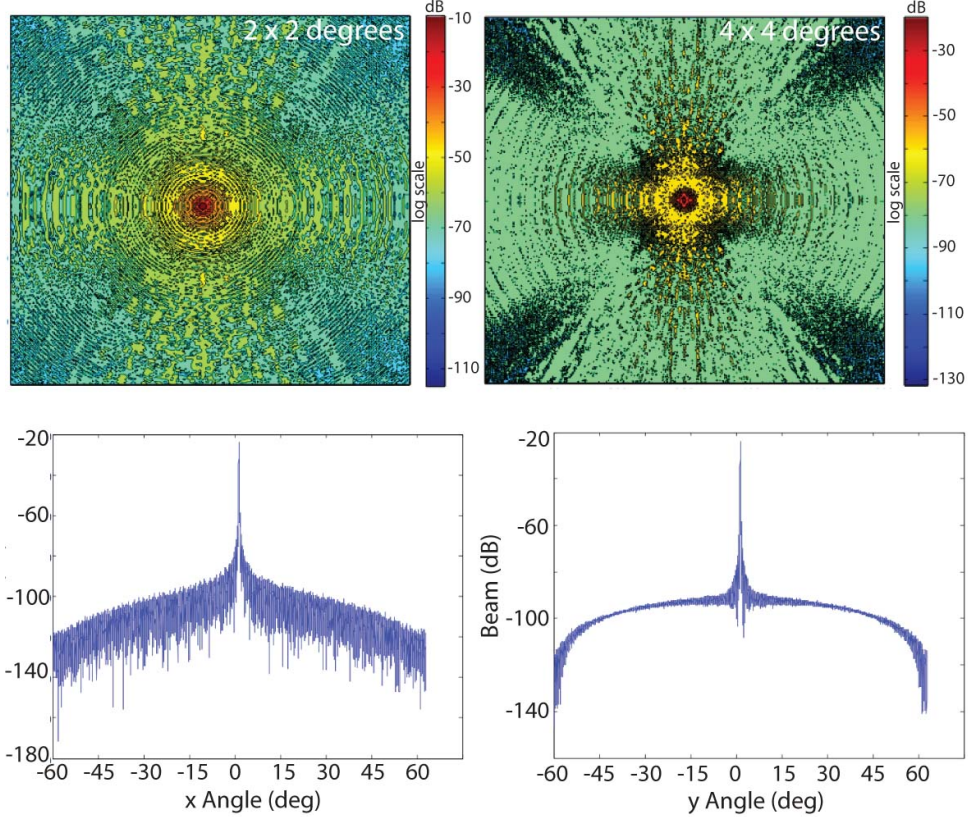 dB
2 x 2 degrees
-10
-30
-50
-70
-90
-110
log scale
dB
4 x 4 degrees
-30
-50
-70
-90
-110
-130
log scale
-20
-60
-100
-140
-180
-60 -45 -30 -15 0 15 30 45 60
x Angle (deg)
Beam (dB)
-20
-60
-100
-140
-60 -45 -30 -15 0 15 30 45 60
y Angle (deg)